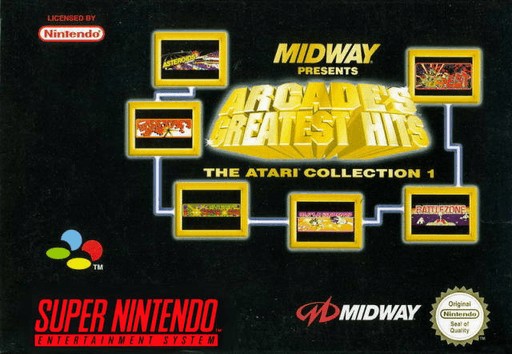 LICENSED BY
Nintendo
MIDWAY
PRESENTS
ARCADE'S
GREATEST HITS
THE ATARI COLLECTION 1
ASTEROIDS
BATTLEZONE
TM
SUPER NINTENDO
ENTERTAINMENT SYSTEM
MIDWAY
Original
Nintendo
Seal of
Quality